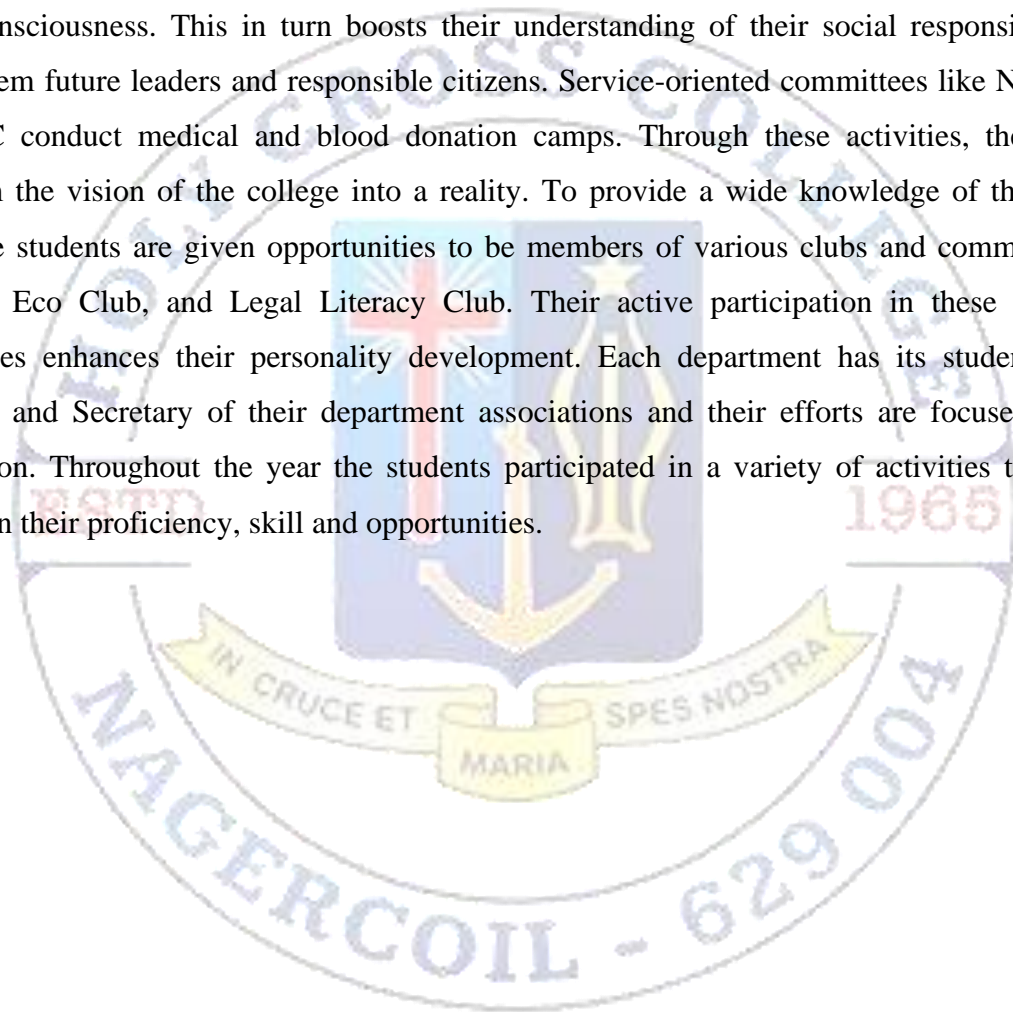 nsciousness. This in turn boosts their understanding of their social responsi
em future leaders and responsible citizens. Service-oriented committees like N
C conduct medical and blood donation camps. Through these activities, the
n the vision of the college into a reality. To provide a wide knowledge of th
e students are given opportunities to be members of various clubs and comm
Eco Club, and Legal Literacy Club. Their active participation in these
es enhances their personality development. Each department has its student
and Secretary of their department associations and their efforts are focuse
on. Throughout the year the students participated in a variety of activities t
n their proficiency, skill and opportunities.
HOLY CROSS COLLEGE
ESTD 1965
IN CRUCE ET MARIA SPES NOSTRA
NAGERCOIL - 629 004